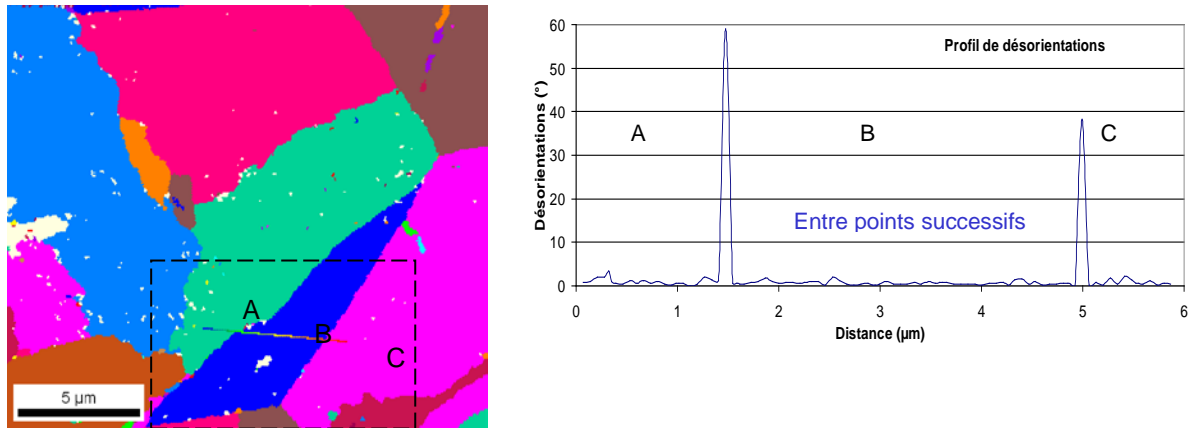 A
B
C
5 µm
Profil de désorientations
Désorientations (°)
60
50
40
30
20
10
0
A
B
C
Entre points successifs
0
1
2
3
4
5
6
Distance (µm)